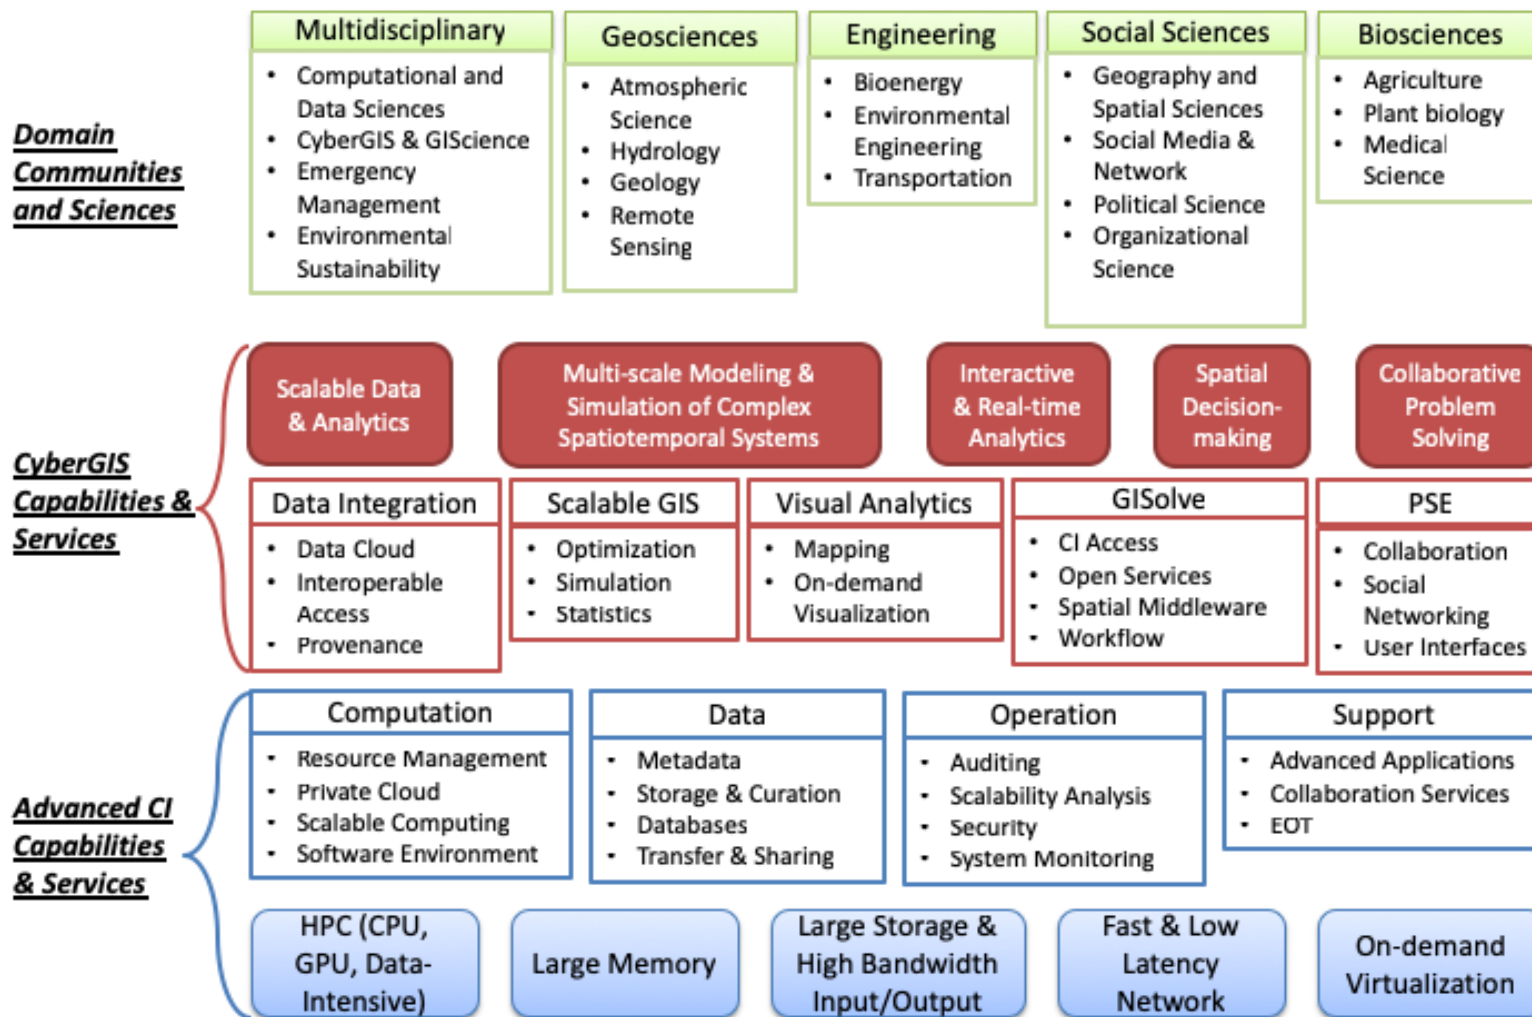 Domain
Communities
and Sciences
Multidisciplinary
• Computational and
Data Sciences
• CyberGIS & GIScience
• Emergency
Management
• Environmental
Sustainability
Geosciences
• Atmospheric
Science
• Hydrology
• Geology
• Remote
Sensing
Engineering
• Bioenergy
• Environmental
Engineering
• Transportation
Social Sciences
• Geography and
Spatial Sciences
• Social Media &
Network
• Political Science
• Organizational
Science
Biosciences
• Agriculture
• Plant biology
• Medical
Science
CyberGIS
Capabilities &
Services
Scalable Data
& Analytics
Multi-scale Modeling &
Simulation of Complex
Spatiotemporal Systems
Interactive
& Real-time
Analytics
Spatial
Decision-
making
Collaborative
Problem
Solving
Data Integration
• Data Cloud
• Interoperable
Access
• Provenance
Scalable GIS
• Optimization
• Simulation
• Statistics
Visual Analytics
• Mapping
• On-demand
Visualization
GISolve
• CI Access
• Open Services
• Spatial Middleware
• Workflow
PSE
• Collaboration
• Social
Networking
• User Interfaces
Advanced CI
Capabilities
& Services
Computation
• Resource Management
• Private Cloud
• Scalable Computing
• Software Environment
Data
• Metadata
• Storage & Curation
• Databases
• Transfer & Sharing
Operation
• Auditing
• Scalability Analysis
• Security
• System Monitoring
Support
• Advanced Applications
• Collaboration Services
• EOT
HPC (CPU,
GPU, Data-
Intensive)
Large Memory
Large Storage &
High Bandwidth
Input/Output
Fast & Low
Latency
Network
On-demand
Virtualization